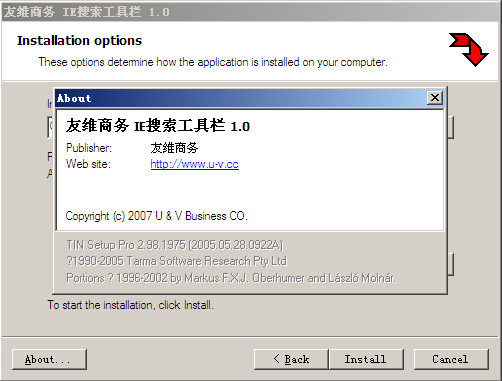 友维商务 IE搜索工具栏 1.0
Installation options
These options determine how the application is installed on your computer.
About
友维商务 IE搜索工具栏 1.0
Publisher: 友维商务
Web site: http://www.u-v.cc
Copyright (c) 2007 U & V Business CO.
TIN Setup Pro 2.98.1975 (2005.05.28.0922A)
?1990-2005 Tarma Software Research Pty Ltd
Portions ? 1996-2002 by Markus F.X.J. Oberhumer and László Molnár.
To start the installation, click Install.
About...
< Back
Install
Cancel